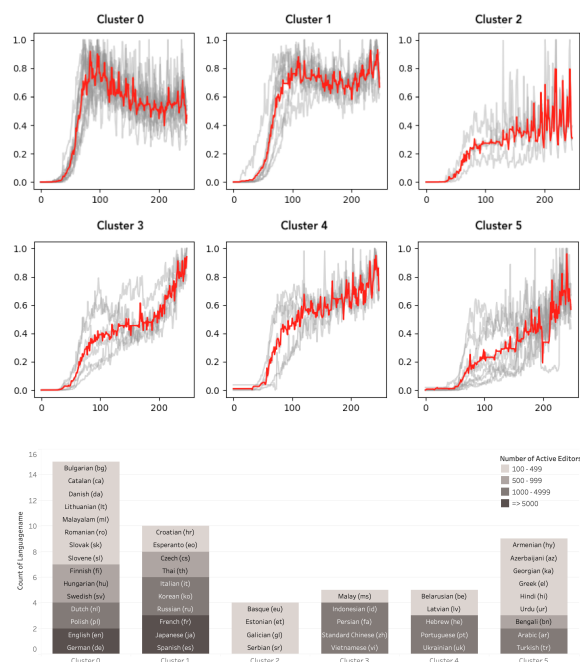 Cluster 0
Cluster 1
Cluster 2
1.0
0.8
0.6
0.4
0.2
0.0
0
100
200
1.0
0.8
0.6
0.4
0.2
0.0
0
100
200
1.0
0.8
0.6
0.4
0.2
0.0
0
100
200
Cluster 3
Cluster 4
Cluster 5
1.0
0.8
0.6
0.4
0.2
0.0
0
100
200
1.0
0.8
0.6
0.4
0.2
0.0
0
100
200
1.0
0.8
0.6
0.4
0.2
0.0
0
100
200
Count of Languagename
16
14
12
10
8
6
4
2
0
Bulgarian (bg)
Catalan (ca)
Danish (da)
Lithuanian (lt)
Malayalam (ml)
Romanian (ro)
Slovak (sk)
Slovene (sl)
Finnish (fi)
Hungarian (hu)
Swedish (sv)
Dutch (nl)
Polish (pl)
English (en)
German (de)
Cluster 0
Croatian (hr)
Esperanto (eo)
Czech (cs)
Thai (th)
Italian (it)
Korean (ko)
Russian (ru)
French (fr)
Japanese (ja)
Spanish (es)
Cluster 1
Basque (eu)
Estonian (et)
Galician (gl)
Serbian (sr)
Cluster 2
Malay (ms)
Indonesian (id)
Persian (fa)
Standard Chinese (zh)
Vietnamese (vi)
Cluster 3
Belarusian (be)
Latvian (lv)
Hebrew (he)
Portuguese (pt)
Ukrainian (uk)
Cluster 4
Armenian (hy)
Azerbaijani (az)
Georgian (ka)
Greek (el)
Hindi (hi)
Urdu (ur)
Bengali (bn)
Arabic (ar)
Turkish (tr)
Cluster 5
Number of Active Editors
100 - 499
500 - 999
1000 - 4999
=> 5000